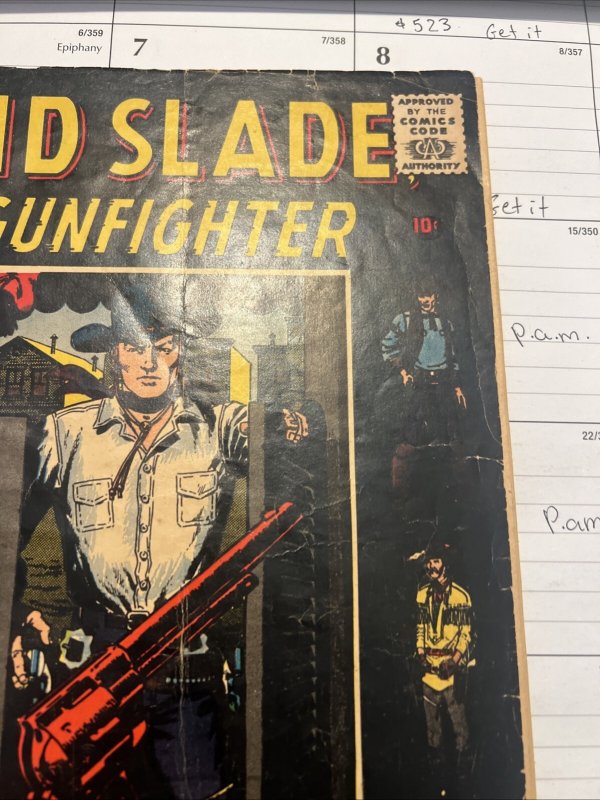 6/359
Epiphany
7
7/358
8
8/357
# 523. Get it
ID SLADE,
GUNFIGHTER
APPROVED
BY THE
COMICS
CODE
CA
AUTHORITY
10¢
Get it
15/350
p.a.m.
22/3
P.am